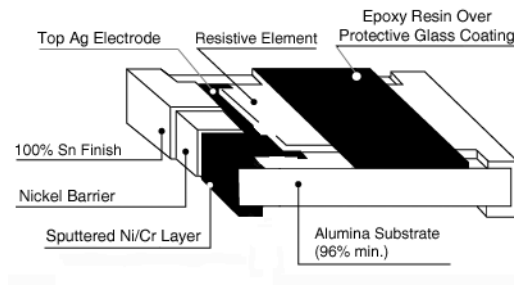 Epoxy Resin Over
Protective Glass Coating
Top Ag Electrode
Resistive Element
100% Sn Finish
Nickel Barrier
Sputtered Ni/Cr Layer
Alumina Substrate
(96% min.)